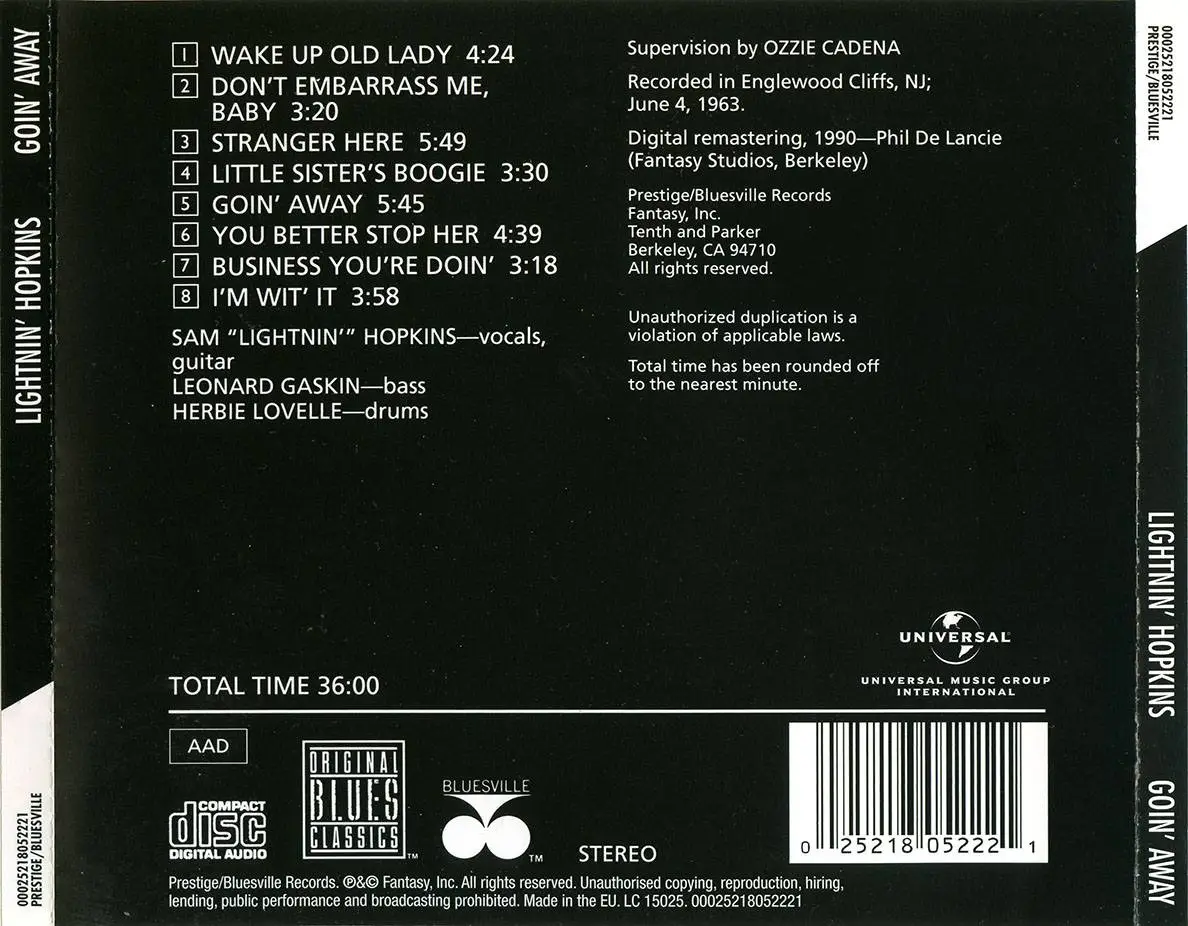 GOIN' AWAY
LIGHTNIN' HOPKINS
00025218052221
PRESTIGE/BLUESVILLE
1 WAKE UP OLD LADY 4:24
2 DON'T EMBARRASS ME,
BABY 3:20
3 STRANGER HERE 5:49
4 LITTLE SISTER'S BOOGIE 3:30
5 GOIN' AWAY 5:45
6 YOU BETTER STOP HER 4:39
7 BUSINESS YOU'RE DOIN' 3:18
8 I'M WIT' IT 3:58
SAM "LIGHTNIN'" HOPKINS—vocals,
guitar
LEONARD GASKIN—bass
HERBIE LOVELLE—drums
Supervision by OZZIE CADENA
Recorded in Englewood Cliffs, NJ;
June 4, 1963.
Digital remastering, 1990—Phil De Lancie
(Fantasy Studios, Berkeley)
Prestige/Bluesville Records
Fantasy, Inc.
Tenth and Parker
Berkeley, CA 94710
All rights reserved.
Unauthorized duplication is a
violation of applicable laws.
Total time has been rounded off
to the nearest minute.
UNIVERSAL
UNIVERSAL MUSIC GROUP
INTERNATIONAL
TOTAL TIME 36:00
AAD
COMPACT
disc
DIGITAL AUDIO
ORIGINAL
BLUES
CLASSICS
TM
BLUESVILLE
TM
STEREO
0 25218 05222 1
Prestige/Bluesville Records. ℗&© Fantasy, Inc. All rights reserved. Unauthorised copying, reproduction, hiring,
lending, public performance and broadcasting prohibited. Made in the EU. LC 15025. 00025218052221
00025218052221
PRESTIGE/BLUESVILLE
LIGHTNIN' HOPKINS
GOIN' AWAY